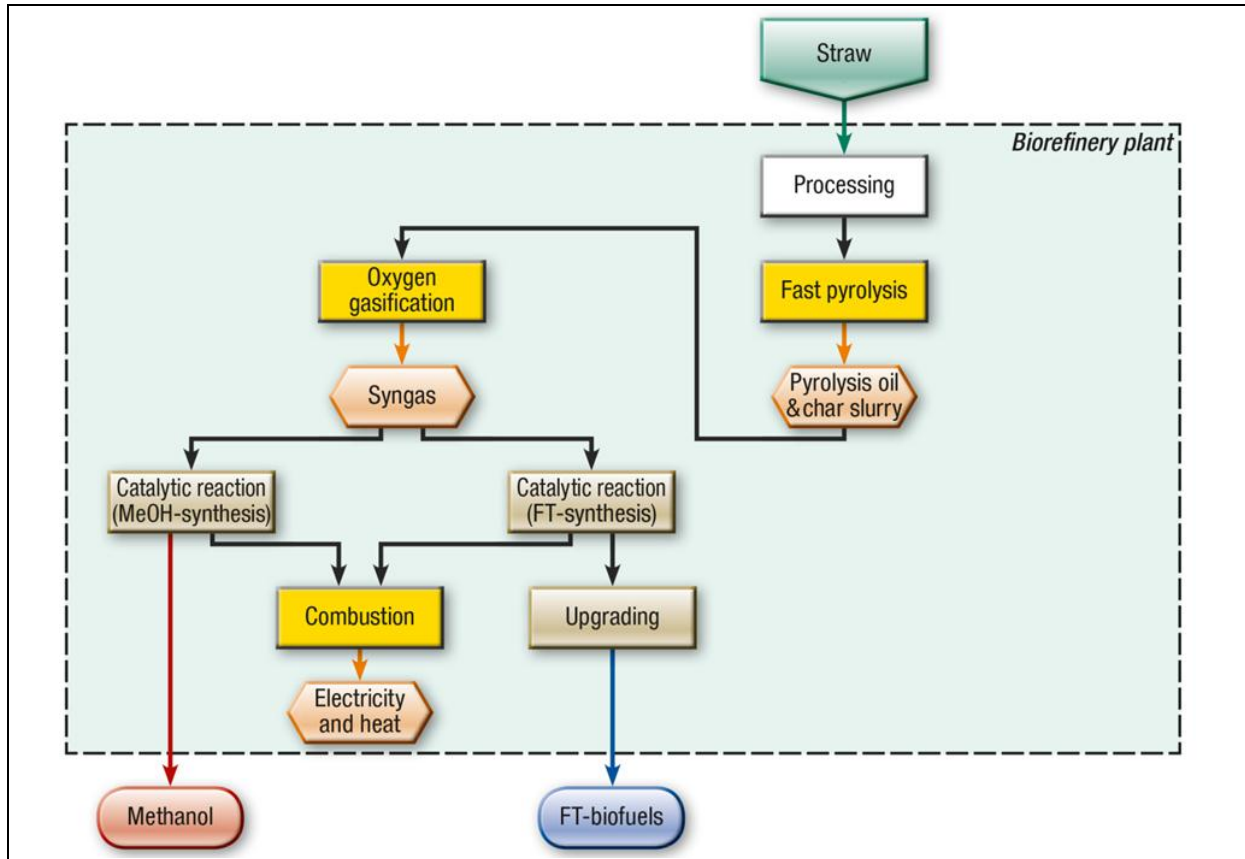 Straw
Biorefinery plant
Processing
Oxygen
gasification
Fast pyrolysis
Syngas
Pyrolysis oil
& char slurry
Catalytic reaction
(MeOH-synthesis)
Catalytic reaction
(FT-synthesis)
Combustion
Upgrading
Electricity
and heat
Methanol
FT-biofuels